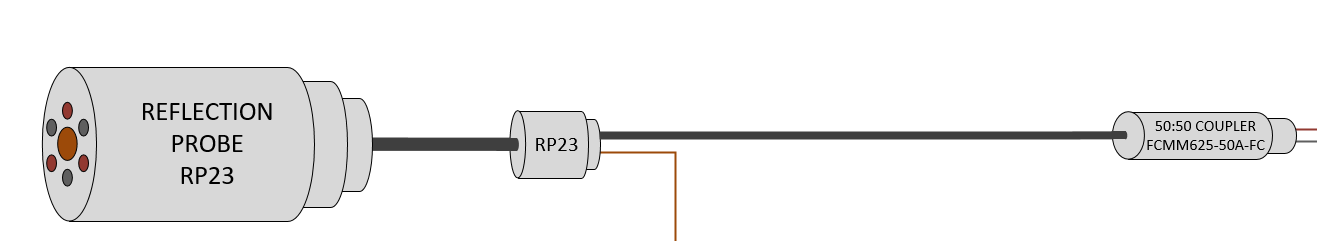 REFLECTION
PROBE
RP23
RP23
50:50 COUPLER
FCMM625-50A-FC